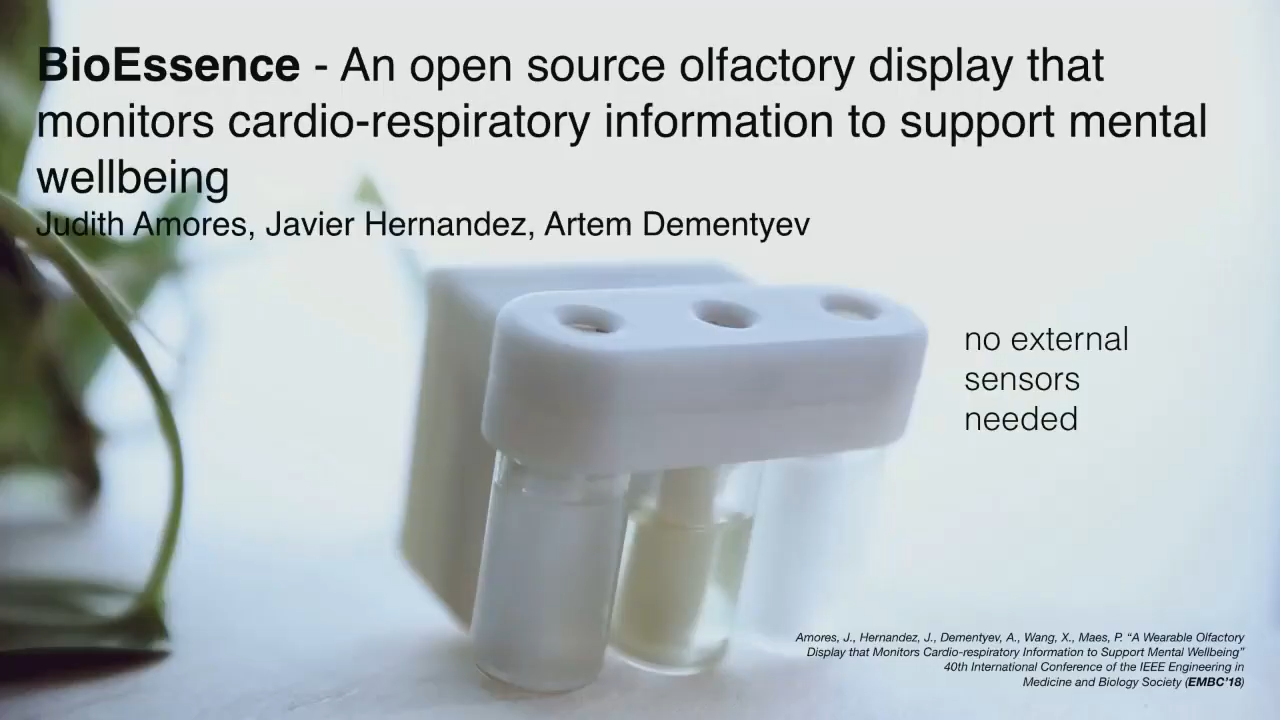 BioEssence - An open source olfactory display that
monitors cardio-respiratory information to support mental
wellbeing
Judith Amores, Javier Hernandez, Artem Dementyev
no external
sensors
needed
Amores, J., Hernandez, J., Dementyev, A., Wang, X., Maes, P. “A Wearable Olfactory
Display that Monitors Cardio-respiratory Information to Support Mental Wellbeing”
40th International Conference of the IEEE Engineering in
Medicine and Biology Society (EMBC’18)